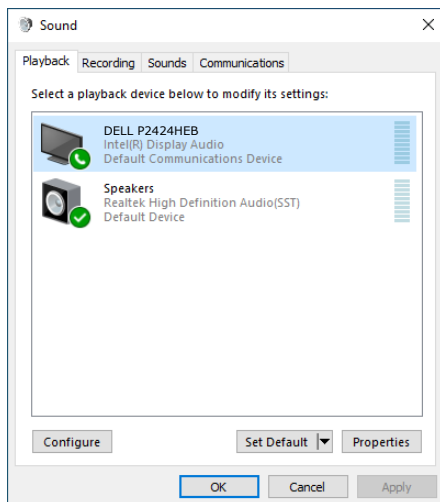 Sound
Playback Recording Sounds Communications
Select a playback device below to modify its settings:
DELL P2424HEB
Intel(R) Display Audio
Default Communications Device
Speakers
Realtek High Definition Audio(SST)
Default Device
Configure Set Default Properties
OK Cancel Apply